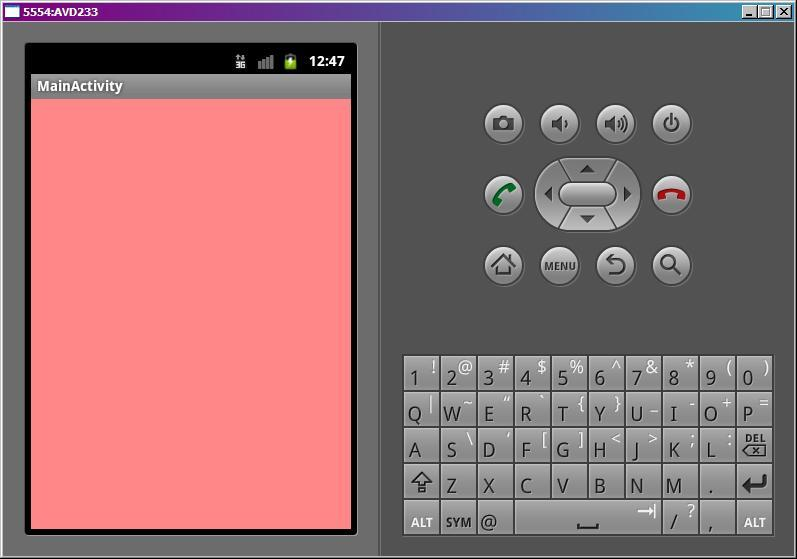 5554:AVD233
3G 12:47
MainActivity
MENU
1 ! 2 @ 3 # 4 $ 5 % 6 ^ 7 & 8 * 9 ( 0 )
Q | W ~ E “ R ` T { Y } U _ I - O + P =
A S \ D ‘ F [ G ] H < J > K ; L : DEL
Z X C V B N M .
ALT SYM @ / ? , ALT